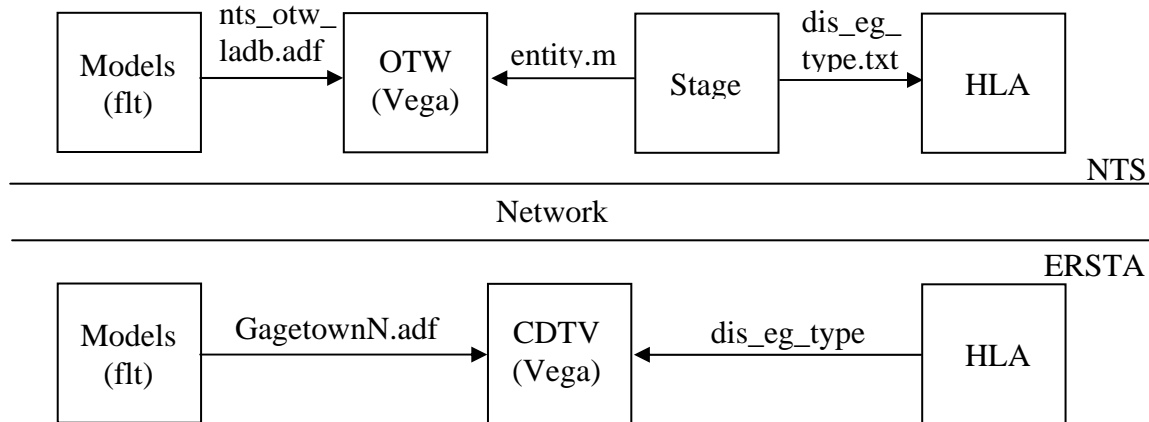 Models
(flt)
nts_otw_
ladb.adf
OTW
(Vega)
entity.m
Stage
dis_eg_
type.txt
HLA
NTS
Network
ERSTA
Models
(flt)
GagetownN.adf
CDTV
(Vega)
dis_eg_type
HLA